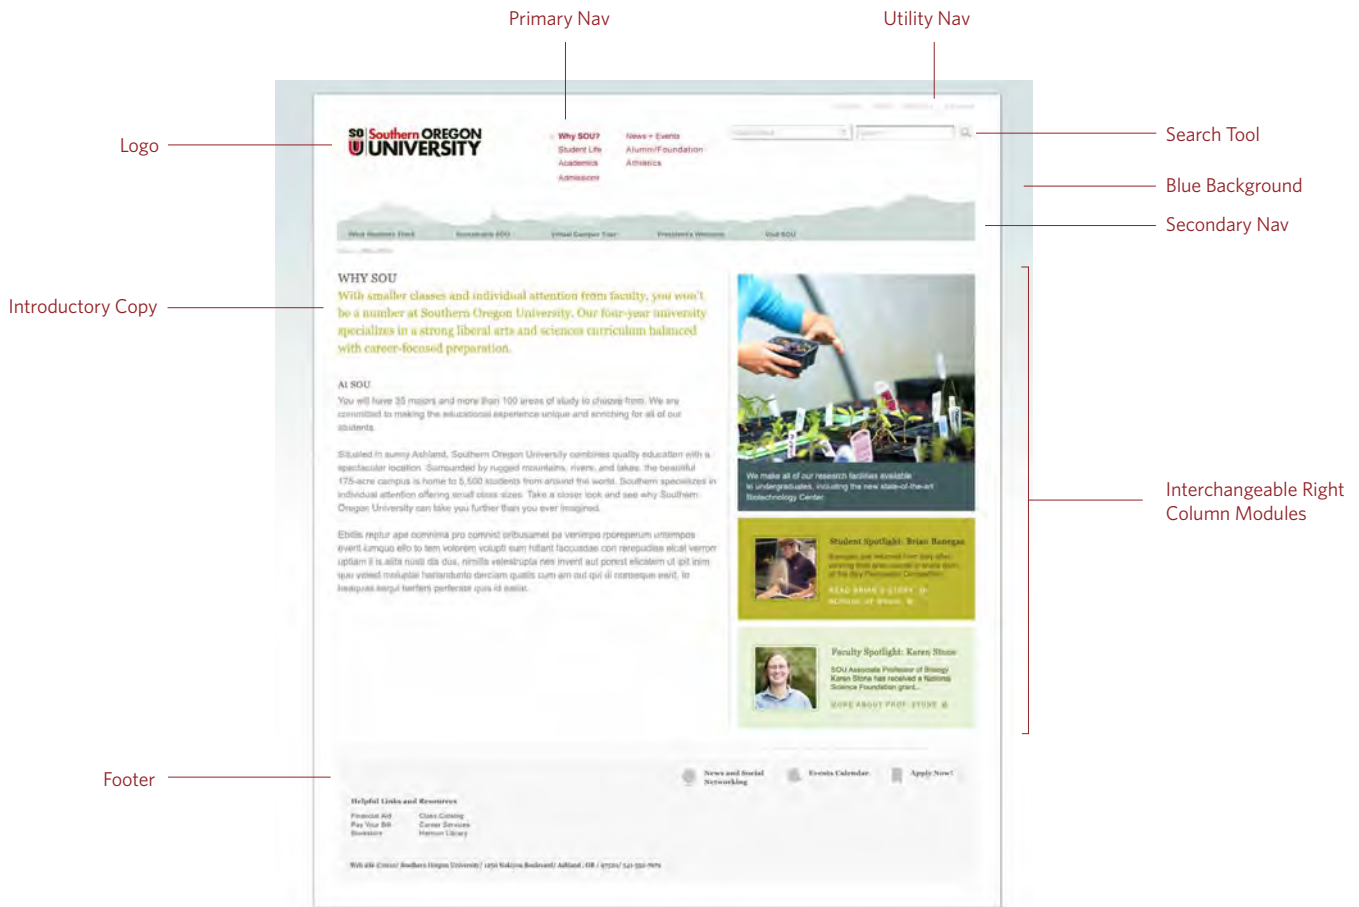 Primary Nav
Utility Nav
Logo
Search Tool
Blue Background
Secondary Nav
Introductory Copy
Interchangeable Right
Column Modules
Footer
SO Southern OREGON
U UNIVERSITY
Why SOU?
Student Life
Academics
Admissions
News + Events
Alumni/Foundation
Athletics
What Students Think
Sustainable SOU
Virtual Campus Tour
President's Welcome
Visit SOU
WHY SOU
With smaller classes and individual attention from faculty, you won't
be a number at Southern Oregon University. Our four-year university
specializes in a strong liberal arts and sciences curriculum balanced
with career-focused preparation.
At SOU
You will have 35 majors and more than 100 areas of study to choose from. We are
committed to making the educational experience unique and enriching for all of our
students.
Situated in sunny Ashland, Southern Oregon University combines quality education with a
spectacular location. Surrounded by rugged mountains, rivers, and lakes, the beautiful
175-acre campus is home to 5,500 students from around the world. Southern specializes in
individual attention offering small class sizes. Take a closer look and see why Southern
Oregon University can take you further than you ever imagined.
We make all of our research facilities available
to undergraduates, including the new state-of-the-art
Biotechnology Center.
Student Spotlight: Brian Banegas
READ BRIAN'S STORY
Faculty Spotlight: Karen Stone
SOU Associate Professor of Biology
Karen Stone has received a National
Science Foundation grant...
MORE ABOUT PROF. STONE
News and Social
Networking
Events Calendar
Apply Now!
Helpful Links and Resources
Financial Aid
Pay Your Bill
Bookstore
Class Catalog
Career Services
Hannon Library